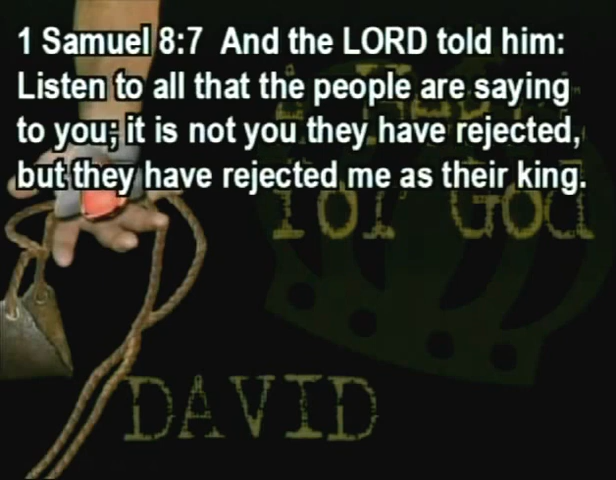 1 Samuel 8:7 And the LORD told him:
Listen to all that the people are saying
to you; it is not you they have rejected,
but they have rejected me as their king.
for God
DAVID